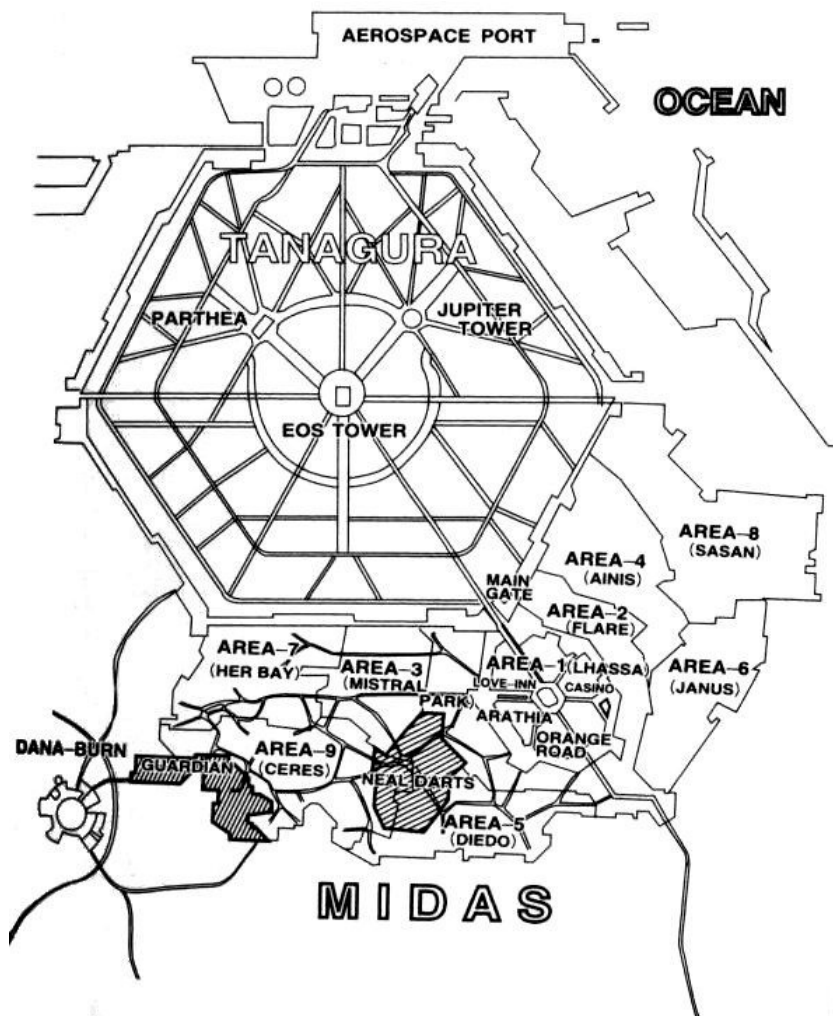 AEROSPACE PORT
OCEAN
TANAGURA
PARTHEA
JUPITER
TOWER
EOS TOWER
AREA-8
(SASAN)
AREA-4
(AINIS)
MAIN
GATE
AREA-2
(FLARE)
AREA-7
(HER BAY)
AREA-3
(MISTRAL
PARK)
AREA-1(LHASSA)
LOVE-INN
CASINO
AREA-6
(JANUS)
ARATHIA
ORANGE
ROAD
DANA-BURN
GUARDIAN
AREA-9
(CERES)
NEAL DARTS
AREA-5
(DIEDO)
MIDAS